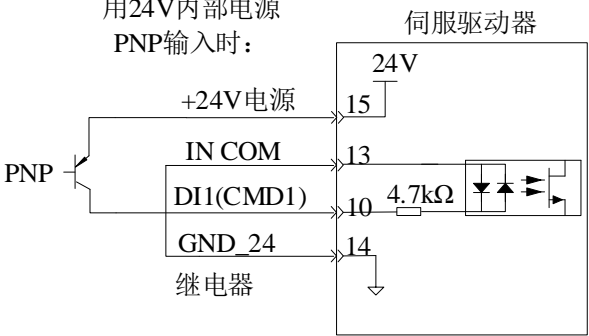 用24V内部电源
PNP输入时：
伺服驱动器
24V
+24V电源
15
IN COM
13
PNP
DI1(CMD1)
10
4.7kΩ
GND_24
14
继电器